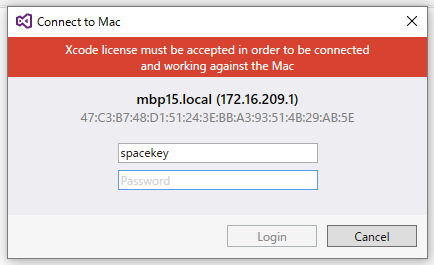 Connect to Mac
Xcode license must be accepted in order to be connected
and working against the Mac
mbp15.local (172.16.209.1)
47:C3:B7:48:D1:51:24:3E:BB:A3:93:51:4B:29:AB:5E
spacekey
Password
Login
Cancel